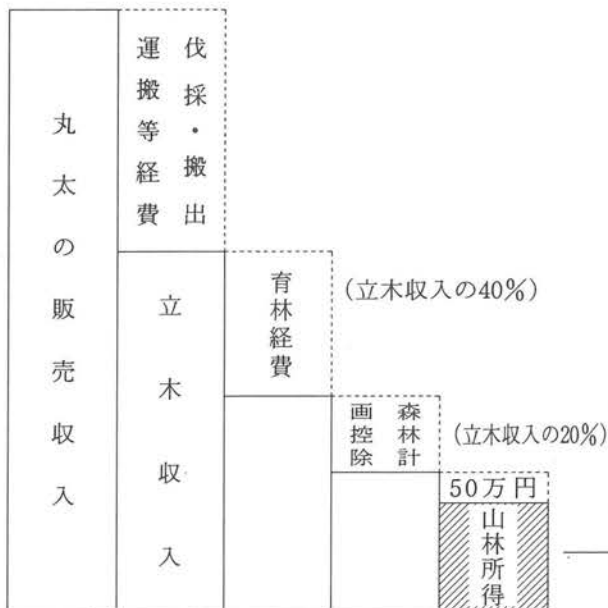 丸太の販売収入
伐採・搬出
運搬等経費
立木収入
育林経費
(立木収入の40%)
森林計
画控除
(立木収入の20%)
50万円
山林所得